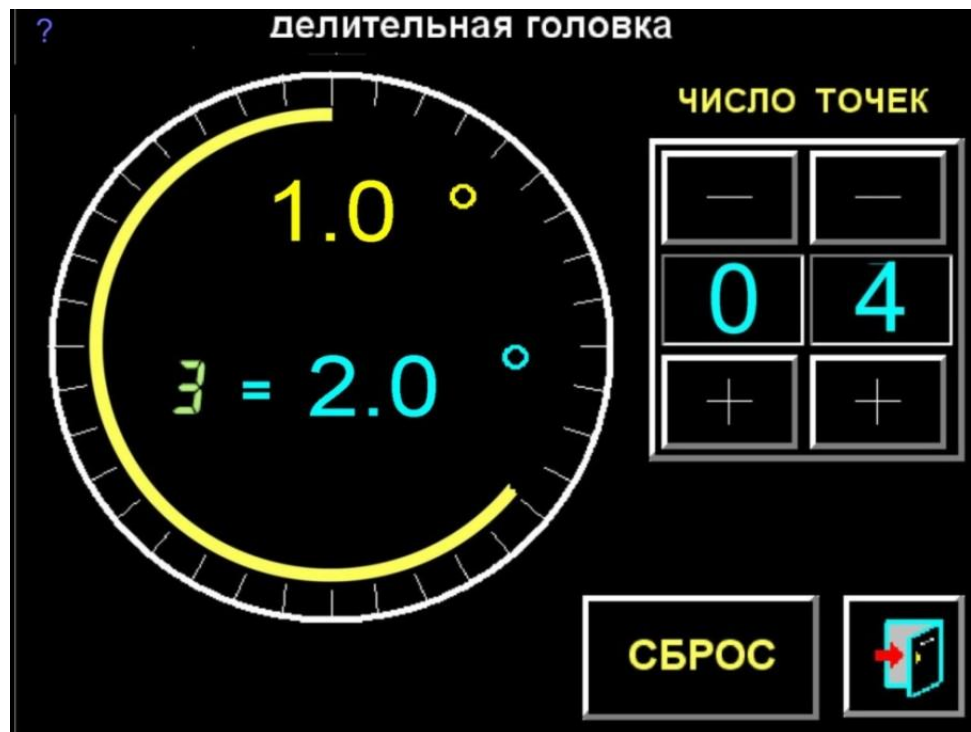 ?
делительная головка
ЧИСЛО ТОЧЕК
1.0 °
0 4
3 = 2.0 °
СБРОС